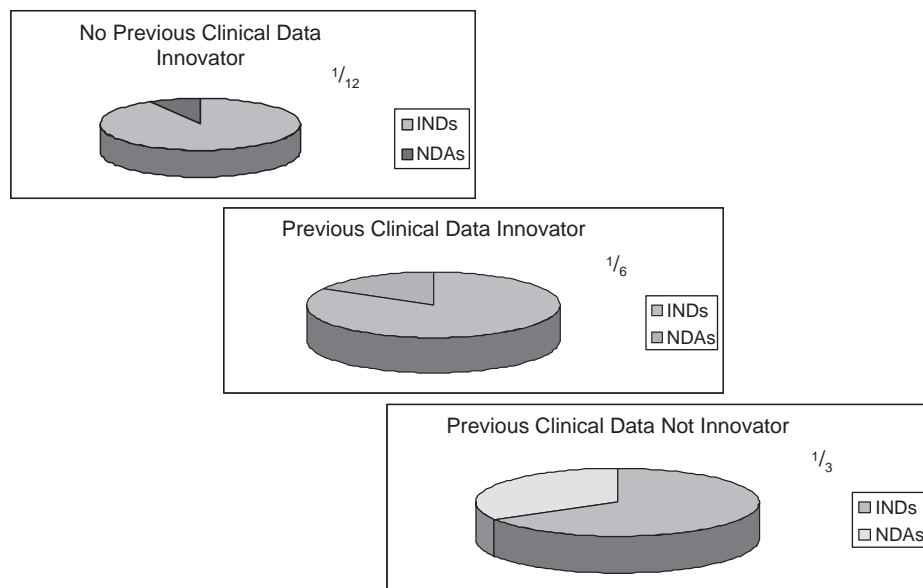 No Previous Clinical Data
Innovator
1/12
INDs
NDAs
Previous Clinical Data Innovator
1/6
INDs
NDAs
Previous Clinical Data Not Innovator
1/3
INDs
NDAs